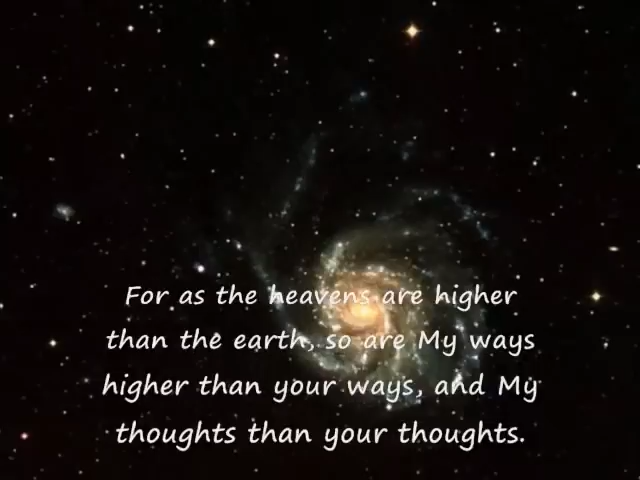 For as the heavens are higher
than the earth, so are My ways
higher than your ways, and My
thoughts than your thoughts.